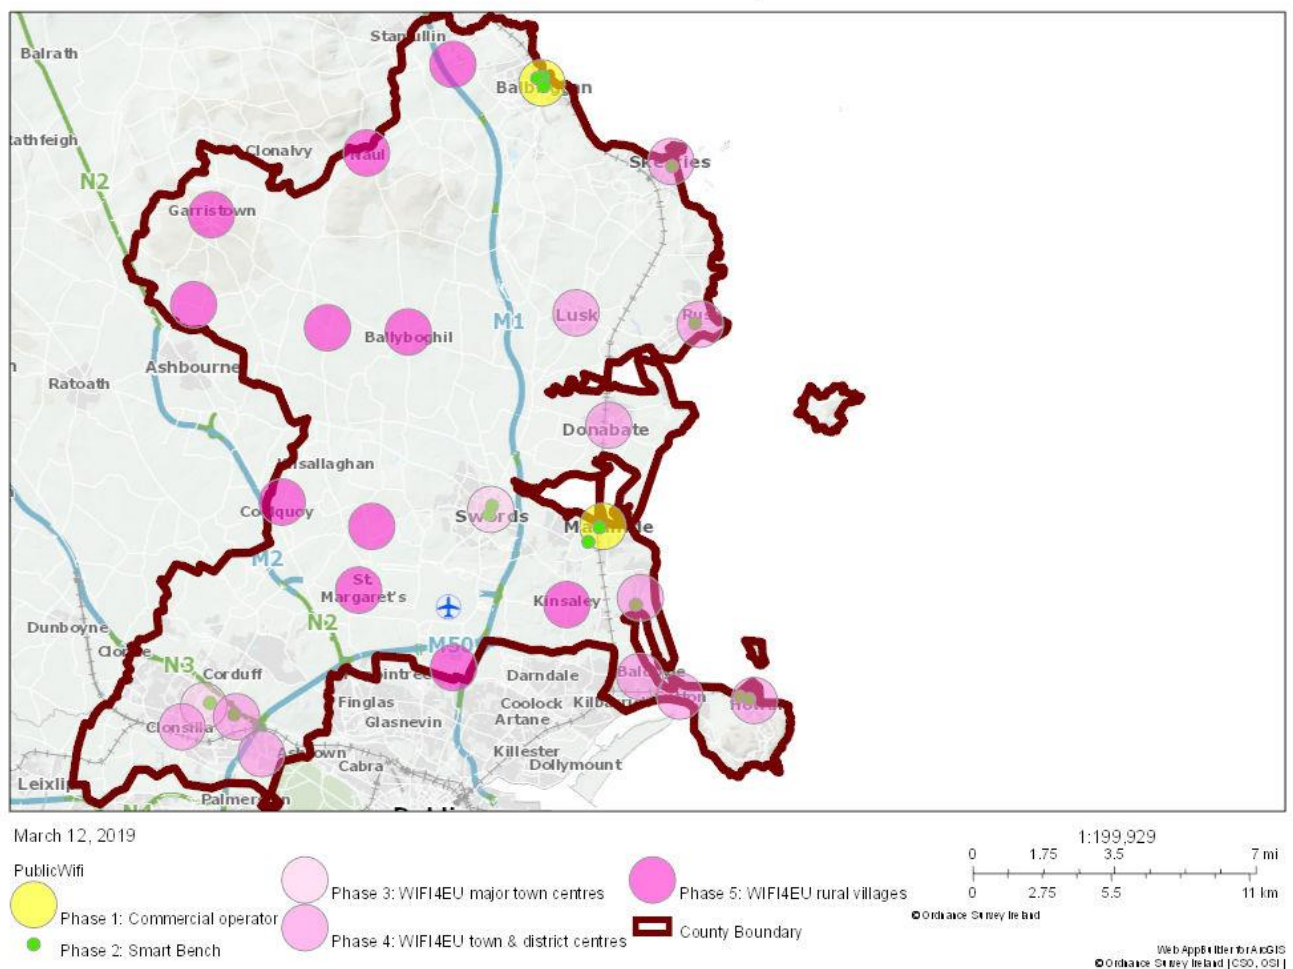 Stamullin
Balrath
Balbriggan
Rathfeigh
Clonalvy
Naul
Skerries
N2
Garristown
Lusk
Rush
M1
Ballyboghil
Ashbourne
Ratoath
Donabate
Kinsallaghan
Coolquoy
Swords
Malahide
M2
St.
Margaret's
Kinsaley
N2
Dunboyne
Clonee
M50
N3
Corduff
Darndale
Baldoyle
Finglas
Coolock
Howth
Clonsilla
Glasnevin
Artane
Ashtown
Killester
Cabra
Dollymount
Leixlip
Palmerston
N4
March 12, 2019
1:199,929
0 1.75 3.5 7 mi
0 2.75 5.5 11 km
PublicWifi
Phase 1: Commercial operator
Phase 2: Smart Bench
Phase 3: WIFI4EU major town centres
Phase 4: WIFI4EU town & district centres
Phase 5: WIFI4EU rural villages
County Boundary
© Ordnance Survey Ireland
Web AppBuilder for ArcGIS
© Ordnance Survey Ireland | CSO, OSI |